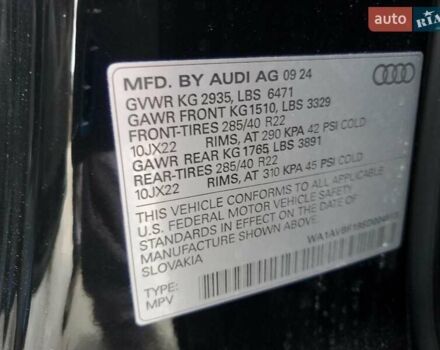 auto RIA
MFD. BY AUDI AG 09 24
GVWR KG 2935, LBS 6471
GAWR FRONT KG1510, LBS 3329
FRONT-TIRES 285/40 R22
10JX22 RIMS, AT 290 KPA 42 PSI COLD
GAWR REAR KG1765 LBS 3891
REAR-TIRES 285/40 R22
10JX22 RIMS, AT 310 KPA 45 PSI COLD
THIS VEHICLE CONFORMS TO ALL APPLICABLE
U.S. FEDERAL MOTOR VEHICLE SAFETY
STANDARDS IN EFFECT ON THE DATE OF
MANUFACTURE SHOWN ABOVE.
SLOVAKIA
TYPE:
MPV